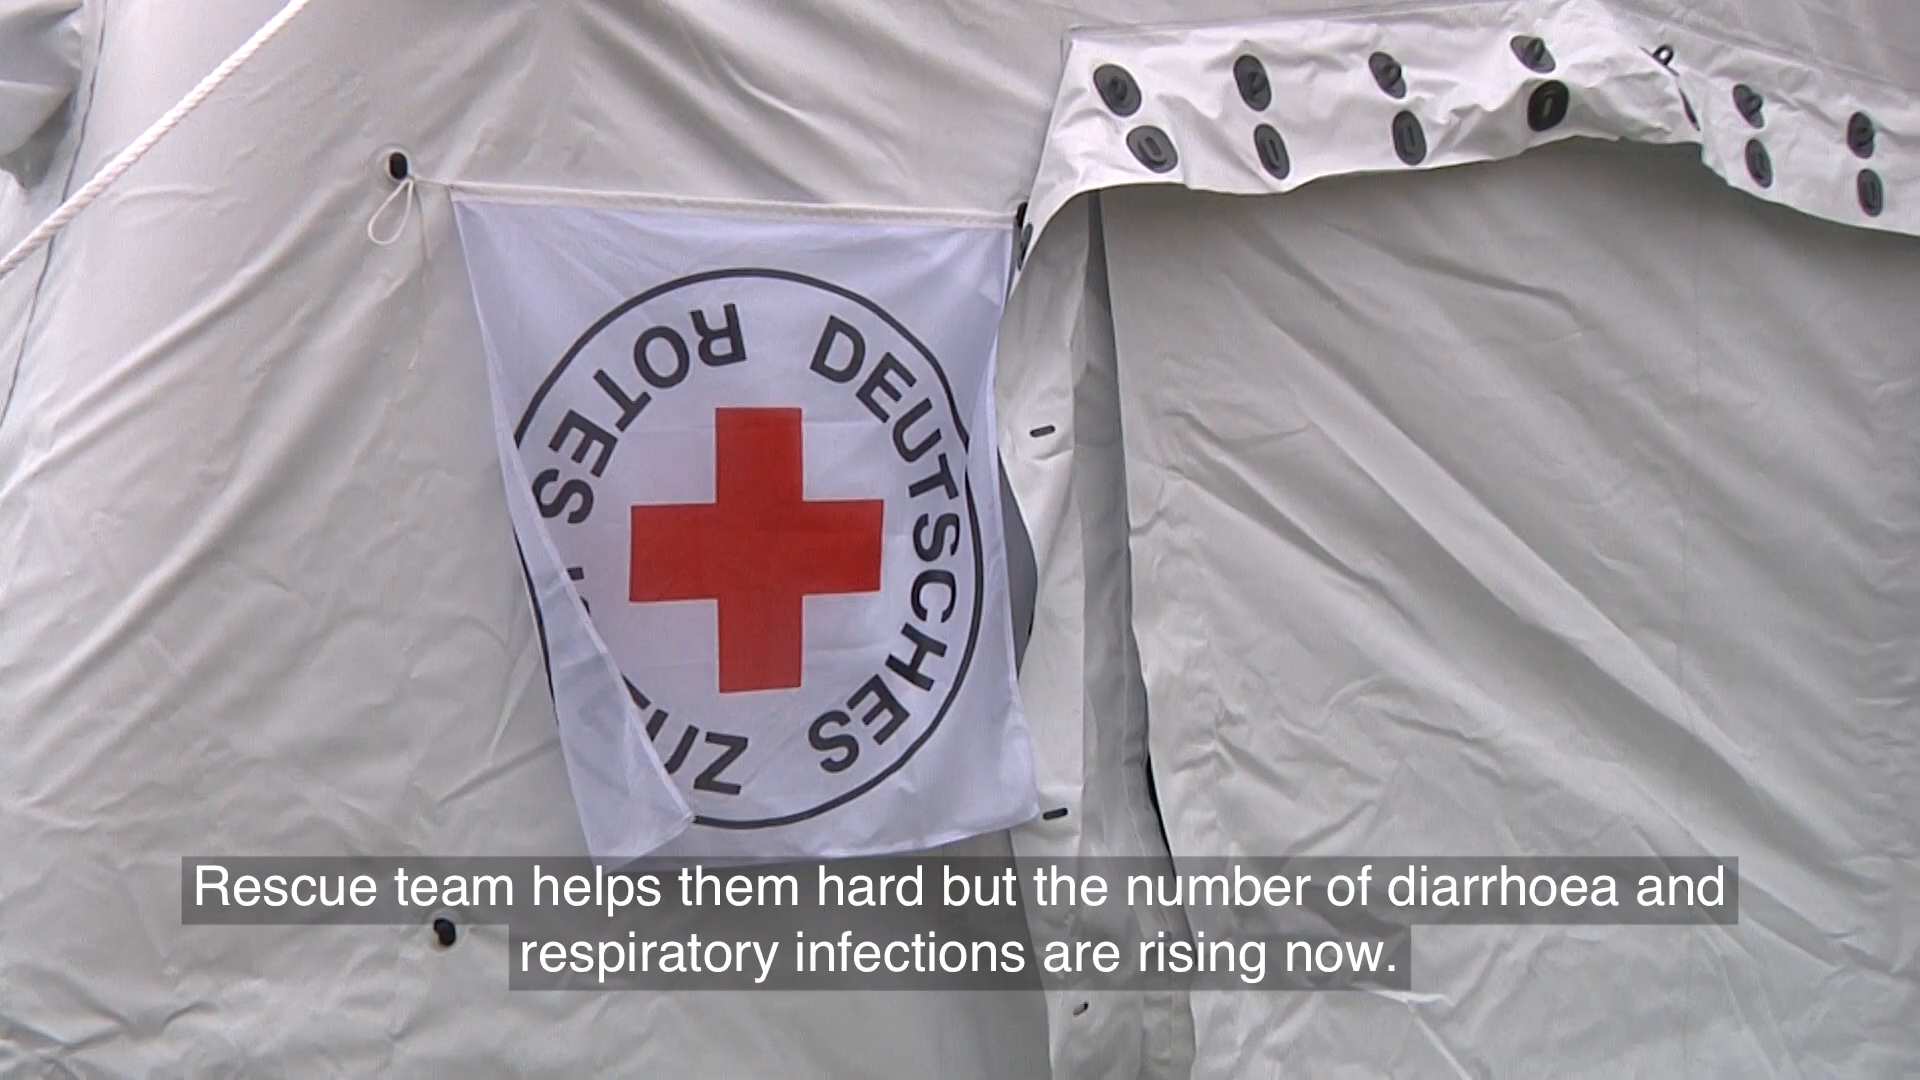 DEUTSCHES ROTES
Rescue team helps them hard but the number of diarrhoea and
respiratory infections are rising now.